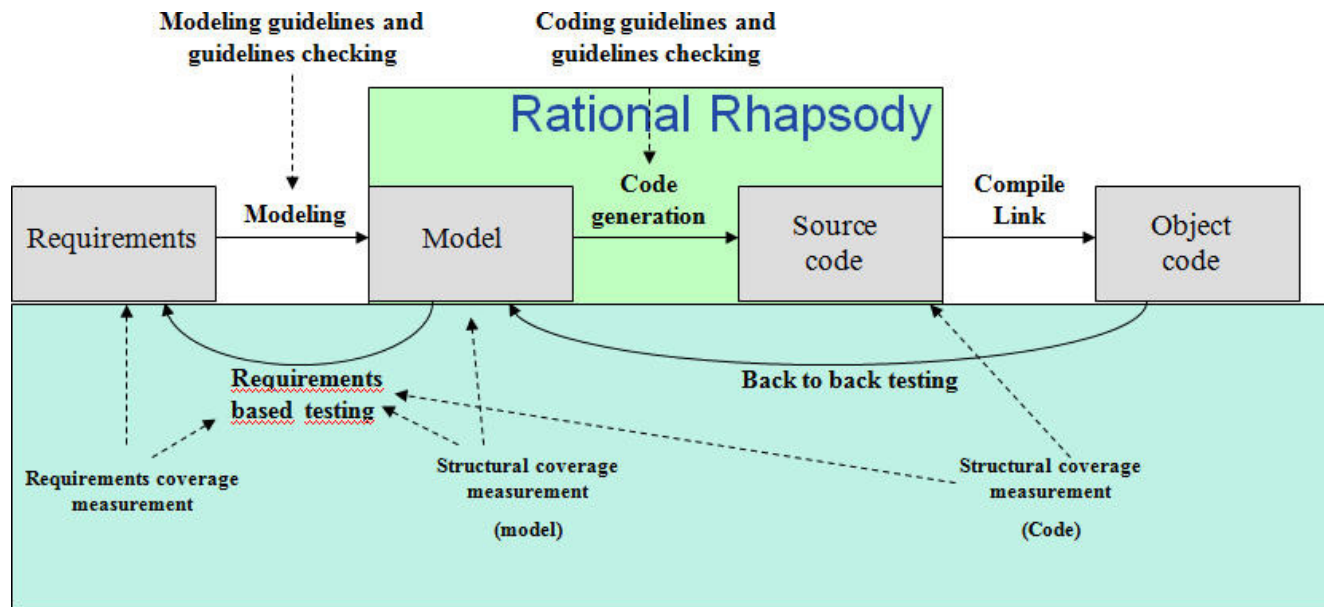 Modeling guidelines and
guidelines checking
Coding guidelines and
guidelines checking
Rational Rhapsody
Requirements
Modeling
Model
Code
generation
Source
code
Compile
Link
Object
code
Requirements
based testing
Back to back testing
Requirements coverage
measurement
Structural coverage
measurement
(model)
Structural coverage
measurement
(Code)